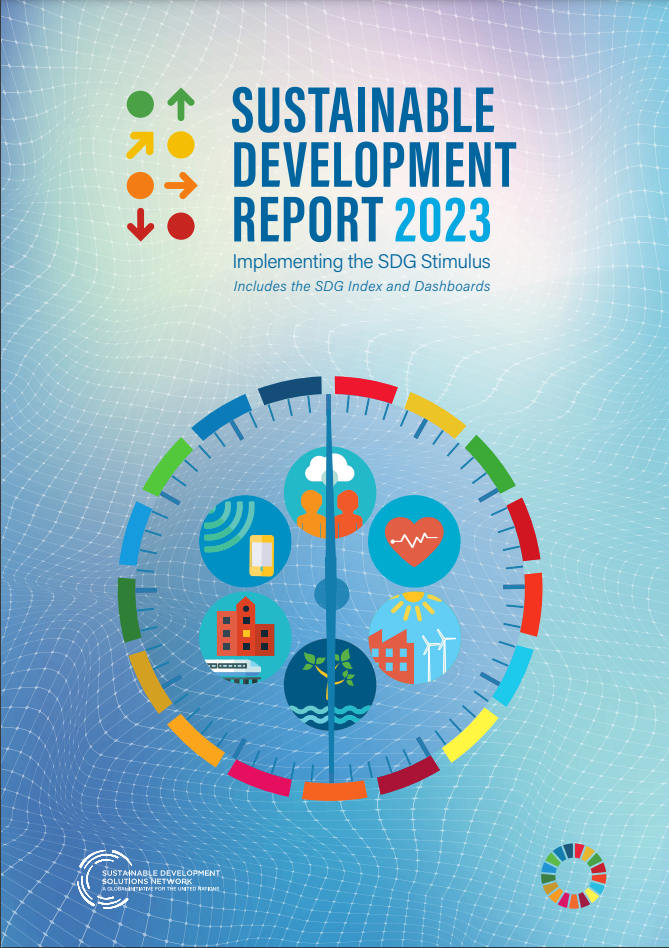 SUSTAINABLE
DEVELOPMENT
REPORT 2023
Implementing the SDG Stimulus
Includes the SDG Index and Dashboards
SUSTAINABLE DEVELOPMENT
SOLUTIONS NETWORK
A GLOBAL INITIATIVE FOR THE UNITED NATIONS